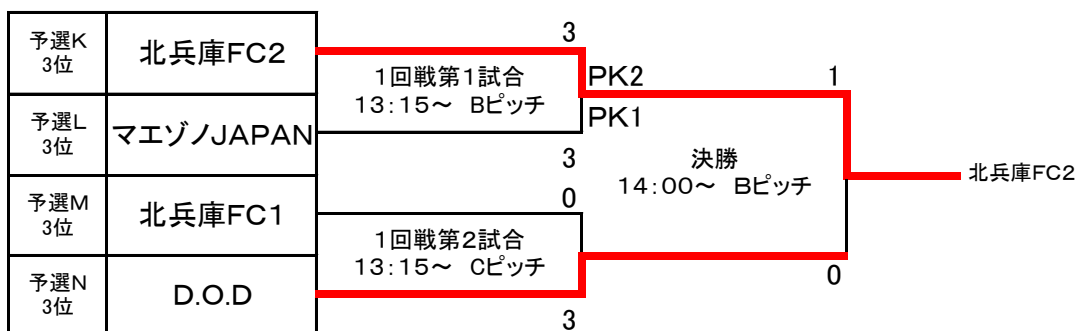 予選K
3位
北兵庫FC2
3
1回戦第1試合
13:15～ Bピッチ
PK2
PK1
1
予選L
3位
マエゾノJAPAN
3
決勝
14:00～ Bピッチ
北兵庫FC2
予選M
3位
北兵庫FC1
0
1回戦第2試合
13:15～ Cピッチ
0
予選N
3位
D.O.D
3